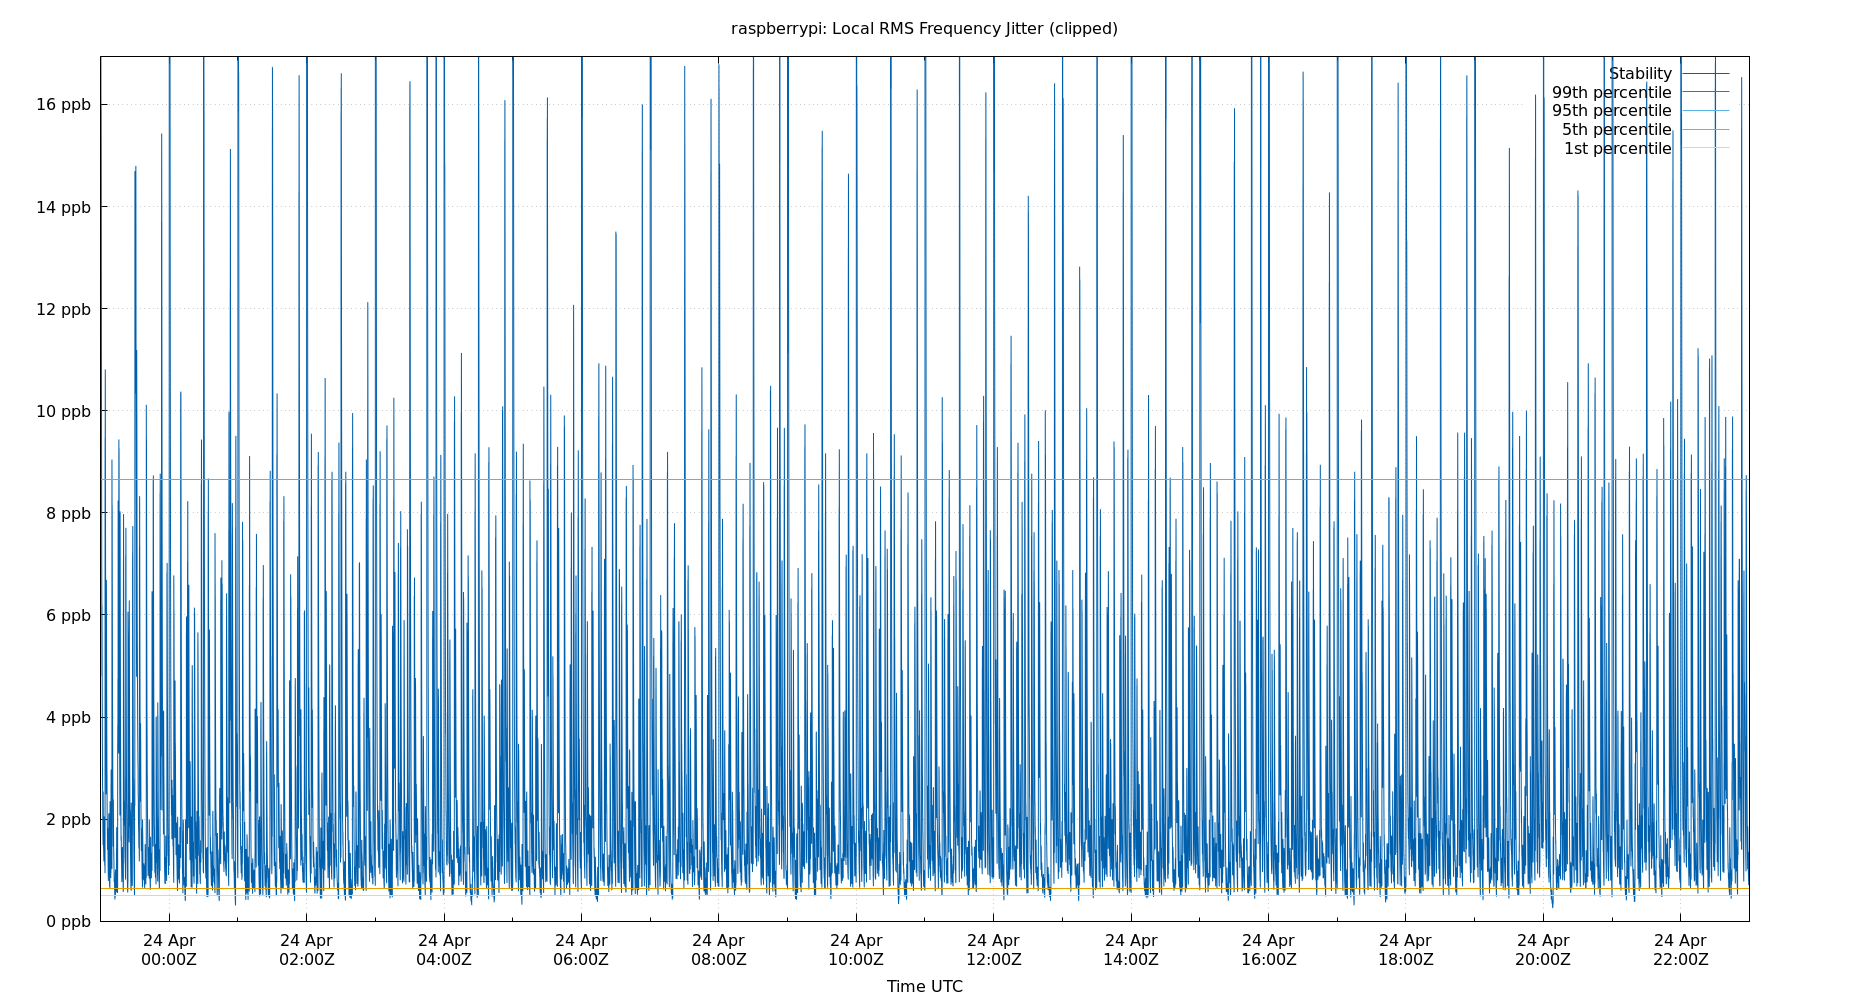 raspberrypi: Local RMS Frequency Jitter (clipped)
Stability
99th percentile
95th percentile
5th percentile
1st percentile
16 ppb
14 ppb
12 ppb
10 ppb
8 ppb
6 ppb
4 ppb
2 ppb
0 ppb
24 Apr 24 Apr 24 Apr 24 Apr 24 Apr 24 Apr 24 Apr 24 Apr 24 Apr 24 Apr 24 Apr 24 Apr
00:00Z 02:00Z 04:00Z 06:00Z 08:00Z 10:00Z 12:00Z 14:00Z 16:00Z 18:00Z 20:00Z 22:00Z
Time UTC